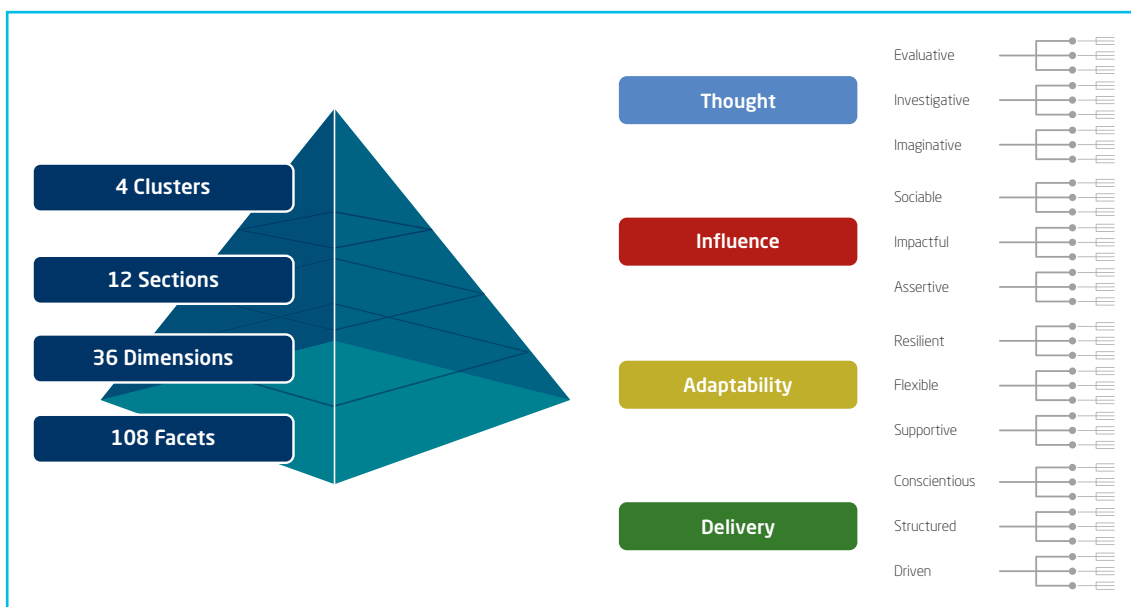 4 Clusters
12 Sections
36 Dimensions
108 Facets
Thought
Evaluative
Investigative
Imaginative
Influence
Sociable
Impactful
Assertive
Adaptability
Resilient
Flexible
Supportive
Delivery
Conscientious
Structured
Driven